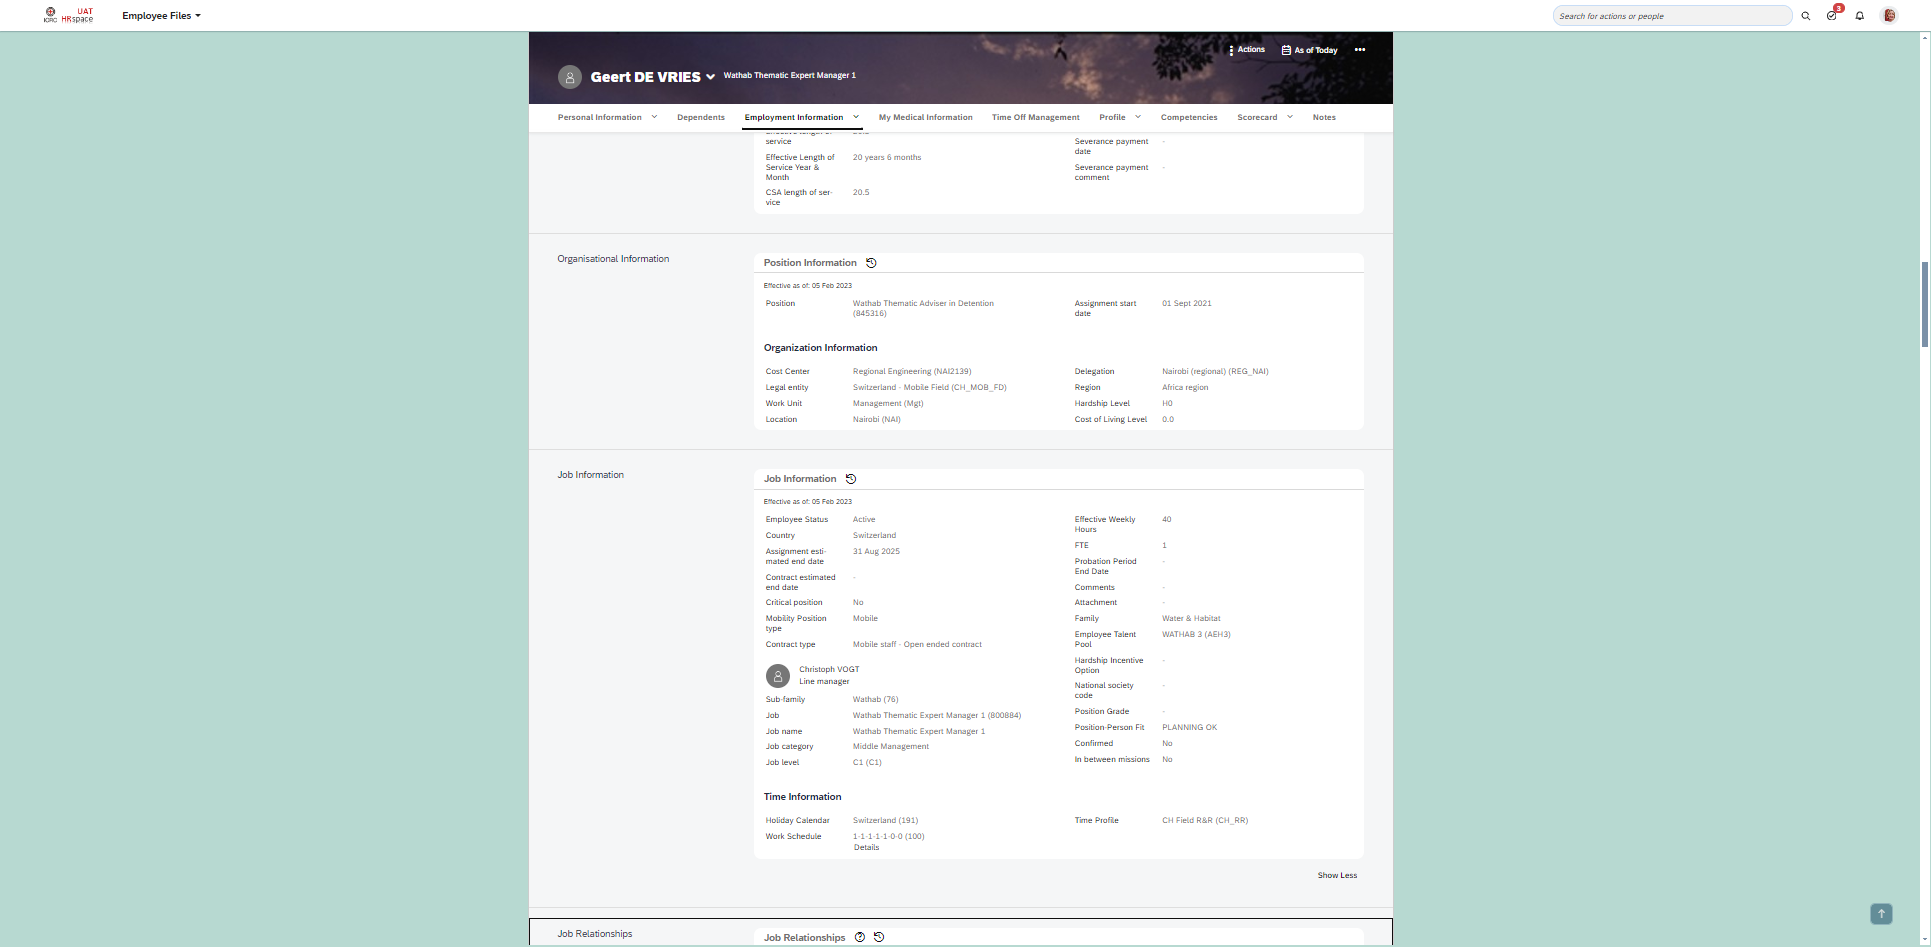 ICRC
UAT
HRspace
Employee Files
Search for actions or people
3
Actions
As of Today
Geert DE VRIES
Wathab Thematic Expert Manager 1
Personal Information
Dependents
Employment Information
My Medical Information
Time Off Management
Profile
Competencies
Scorecard
Notes
service
Severance payment
date
-
Effective Length of
Service Year &
Month
20 years 6 months
Severance payment
comment
-
CSA length of ser-
vice
20.5
Organisational Information
Position Information
Effective as of: 05 Feb 2023
Position
Wathab Thematic Adviser in Detention
(845316)
Assignment start
date
01 Sept 2021
Organization Information
Cost Center
Regional Engineering (NAI2139)
Delegation
Nairobi (regional) (REG_NAI)
Legal entity
Switzerland - Mobile Field (CH_MOB_FD)
Region
Africa region
Work Unit
Management (Mgt)
Hardship Level
H0
Location
Nairobi (NAI)
Cost of Living Level
0.0
Job Information
Job Information
Effective as of: 05 Feb 2023
Employee Status
Active
Country
Switzerland
Assignment esti-
mated end date
31 Aug 2025
Contract estimated
end date
-
Critical position
No
Mobility Position
type
Mobile
Contract type
Mobile staff - Open ended contract
Christoph VOGT
Line manager
Sub-family
Wathab (76)
Job
Wathab Thematic Expert Manager 1 (800884)
Job name
Wathab Thematic Expert Manager 1
Job category
Middle Management
Job level
C1 (C1)
Effective Weekly
Hours
40
FTE
1
Probation Period
End Date
-
Comments
-
Attachment
-
Family
Water & Habitat
Employee Talent
Pool
WATHAB 3 (AEH3)
Hardship Incentive
Option
-
National society
code
-
Position Grade
-
Position-Person Fit
PLANNING OK
Confirmed
No
In between missions
No
Time Information
Holiday Calendar
Switzerland (191)
Time Profile
CH Field R&R (CH_RR)
Work Schedule
1-1-1-1-1-0-0 (100)
Details
Show Less
Job Relationships
Job Relationships